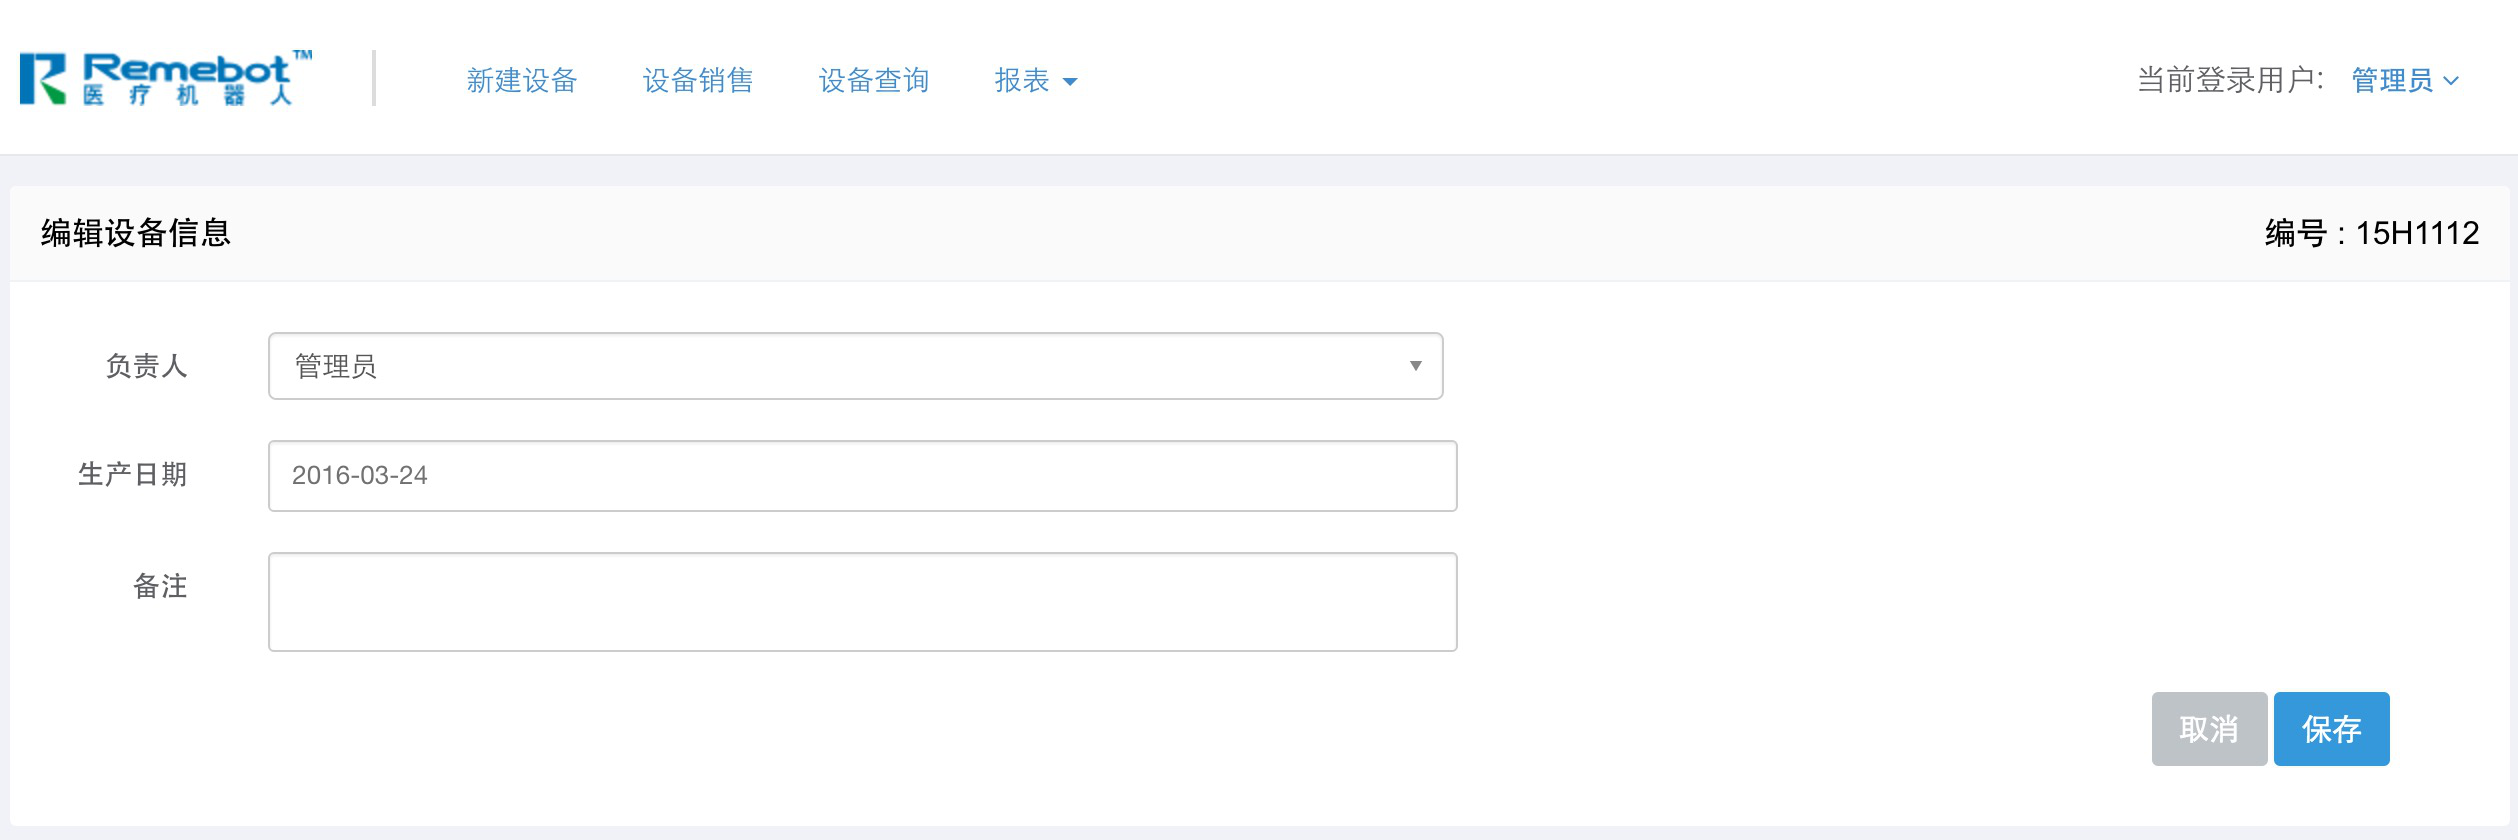 Remebot™
医疗机器人
新建设备 设备销售 设备查询 报表 当前登录用户： 管理员
编辑设备信息 编号 : 15H1112
负责人 管理员
生产日期 2016-03-24
备注
取消 保存